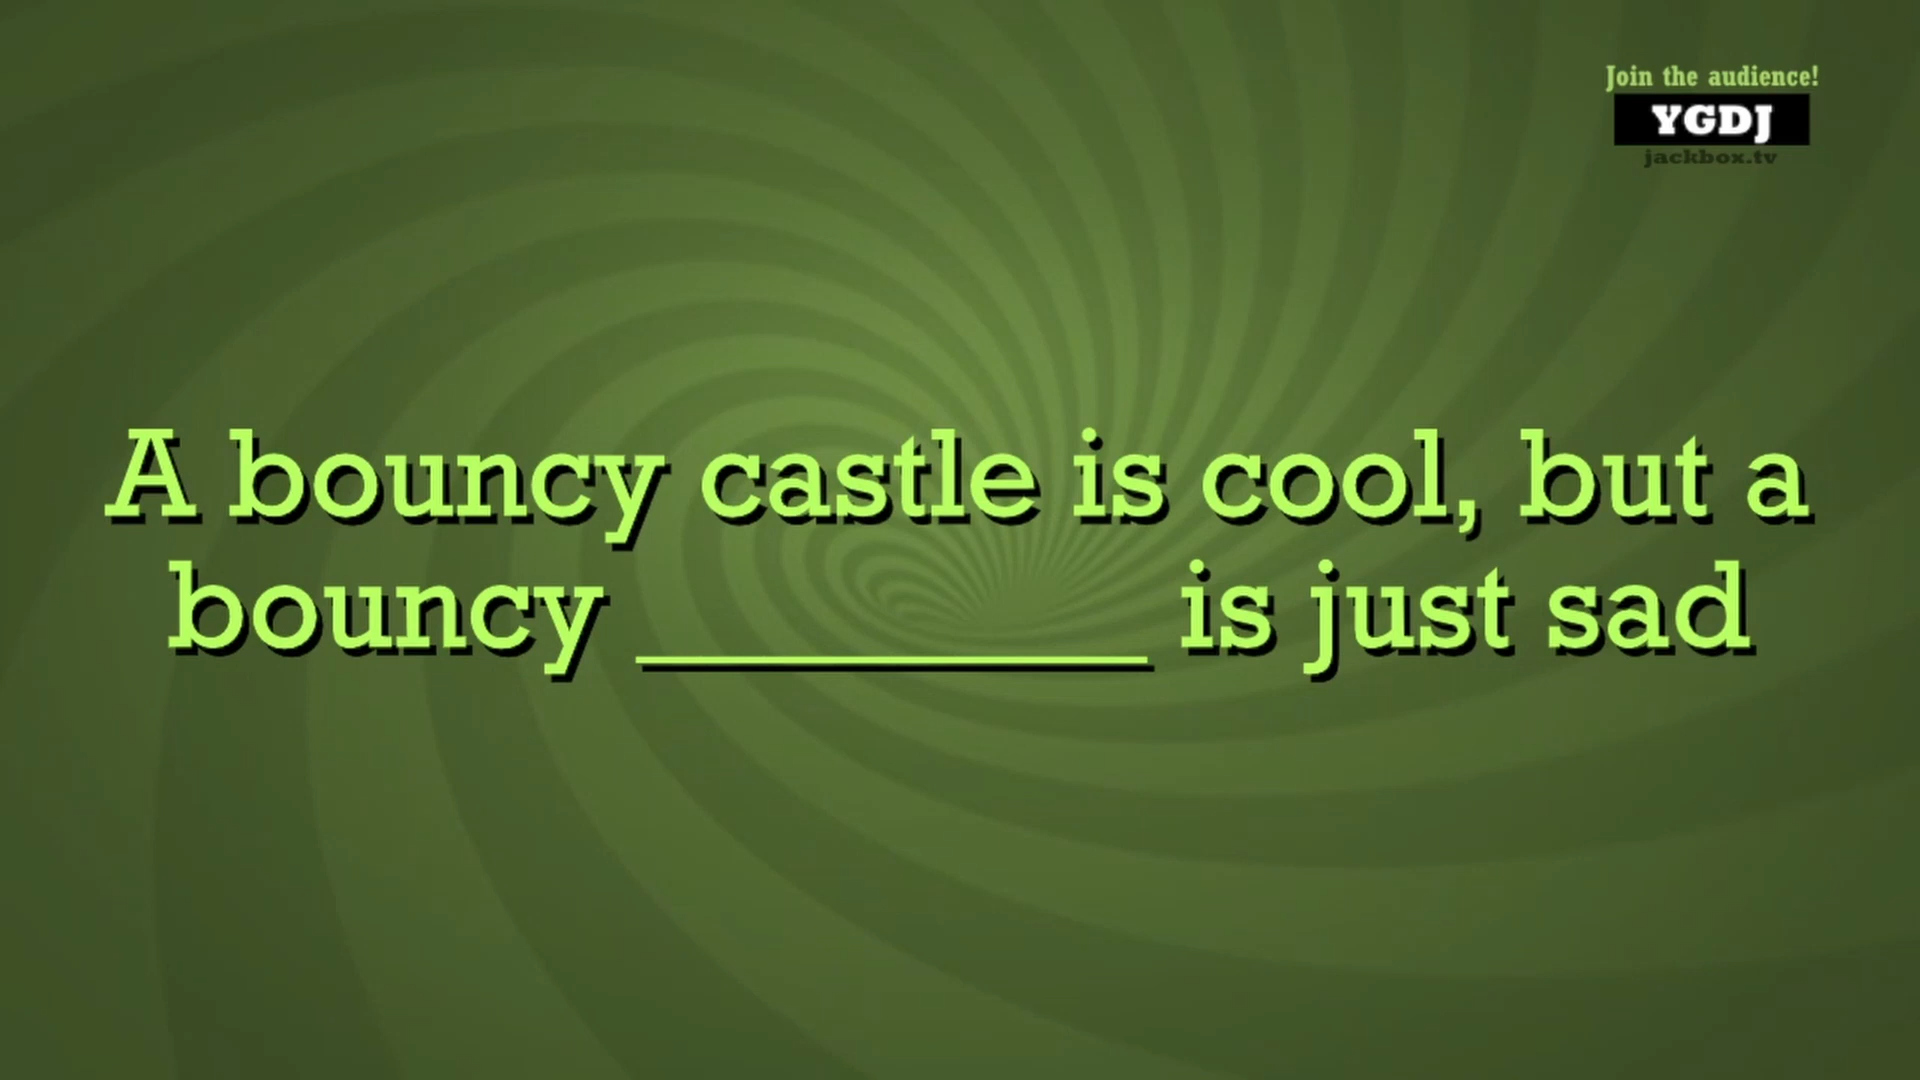 Join the audience!
YGDJ
jackbox.tv
A bouncy castle is cool, but a
bouncy __________ is just sad